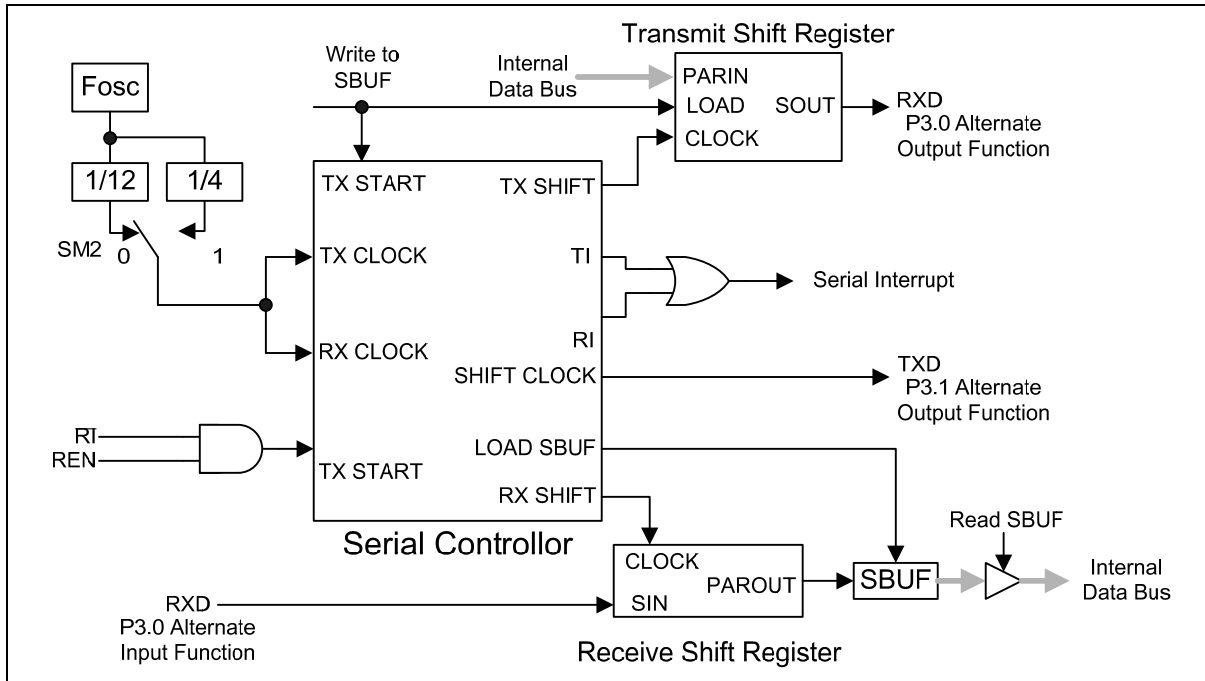 Transmit Shift Register
Write to
SBUF
Internal
Data Bus
PARIN
LOAD
SOUT
CLOCK
RXD
P3.0 Alternate
Output Function
Fosc
1/12
1/4
SM2
0
1
TX START
TX SHIFT
TX CLOCK
TI
Serial Interrupt
RX CLOCK
RI
SHIFT CLOCK
TXD
P3.1 Alternate
Output Function
RI
REN
LOAD SBUF
TX START
RX SHIFT
Serial Controllor
Read SBUF
CLOCK
PAROUT
SIN
SBUF
Internal
Data Bus
RXD
P3.0 Alternate
Input Function
Receive Shift Register